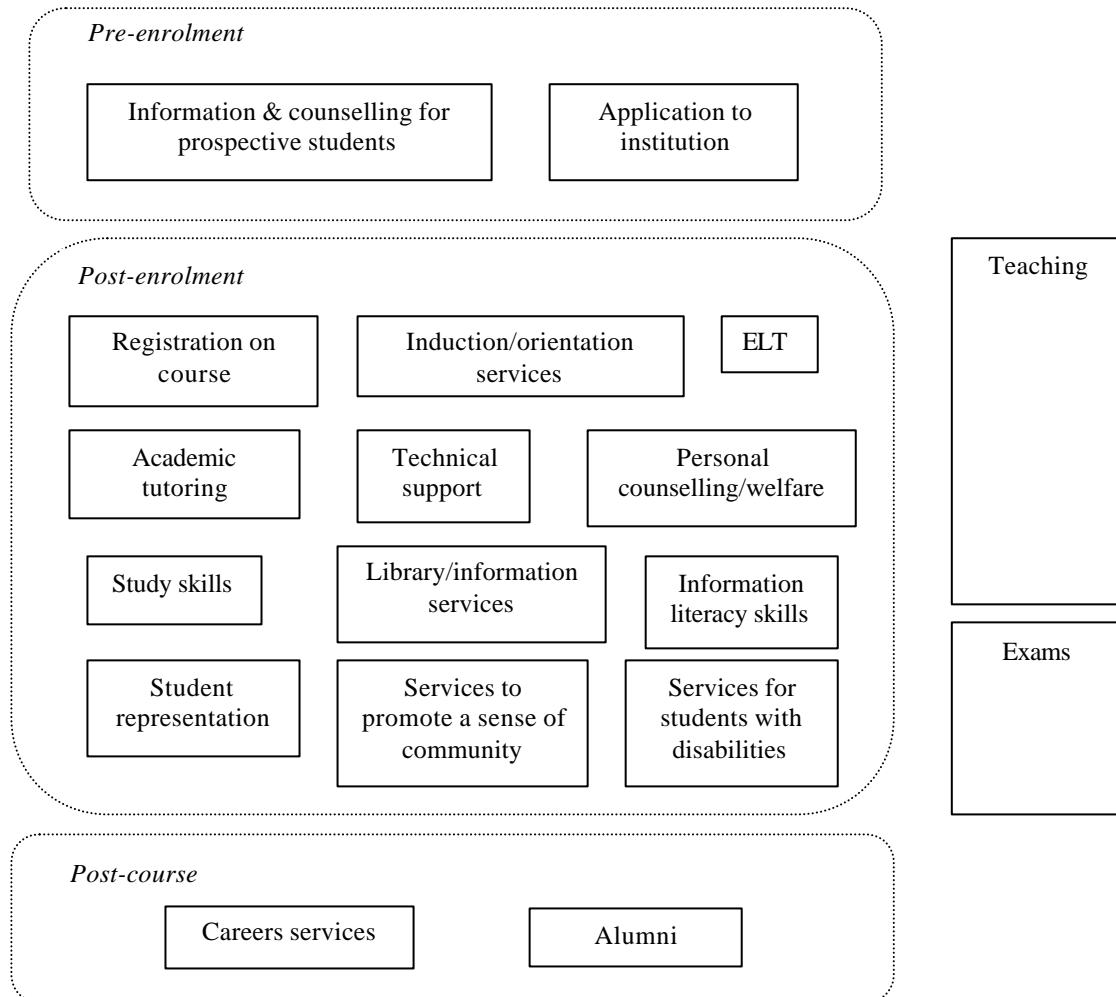 Pre-enrolment
Information & counselling for
prospective students
Application to
institution
Post-enrolment
Registration on
course
Induction/orientation
services
ELT
Academic
tutoring
Technical
support
Personal
counselling/welfare
Study skills
Library/information
services
Information
literacy skills
Student
representation
Services to
promote a sense of
community
Services for
students with
disabilities
Teaching
Exams
Post-course
Careers services
Alumni